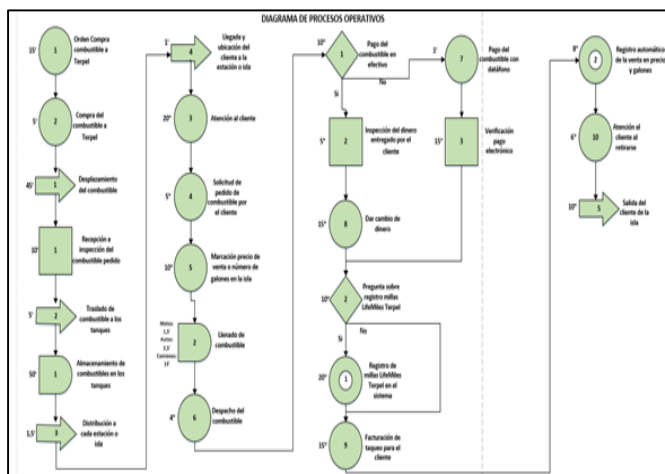 DIAGRAMA DE PROCESOS OPERATIVOS
15'
1
Orden Compra
combustible a
Terpel
5'
2
Compra del
combustible a
Terpel
45'
1
Desplazamiento
del combustible
10'
1
Recepción e
inspección del
combustible pedido
5'
2
Traslado de
combustible a los
tanques
50'
1
Almacenamiento de
combustibles en los
tanques
1,5'
3
Distribución a
cada estación o
isla
1'
4
Llegada y
ubicación del
cliente a la
estación o isla
20"
3
Atención al cliente
5"
4
Solicitud de
pedido de
combustible por
el cliente
10"
5
Marcación precio de
venta o número de
galones en la isla
Motos:
1,5'
Autos:
2,5'
Camiones:
2
Llenado de
combustible
4"
6
Despacho del
combustible
10"
1
Pago del
combustible en
efectivo
Si
No
1'
7
Pago del
combustible con
datáfono
5"
2
Inspección del dinero
entregado por el
cliente
15"
3
Verificación
pago
electrónico
15"
8
Dar cambio de
dinero
10"
2
Pregunta sobre
registro millas
LifeMiles Terpel
Si
No
20"
1
Registro de
millas LifeMiles
Terpel en el
sistema
15"
9
Facturación de
tanqueo para el
cliente
8"
2
Registro automático
de la venta en precio
y galones
6"
10
Atención al
cliente al
retirarse
10"
5
Salida del
cliente de la
isla